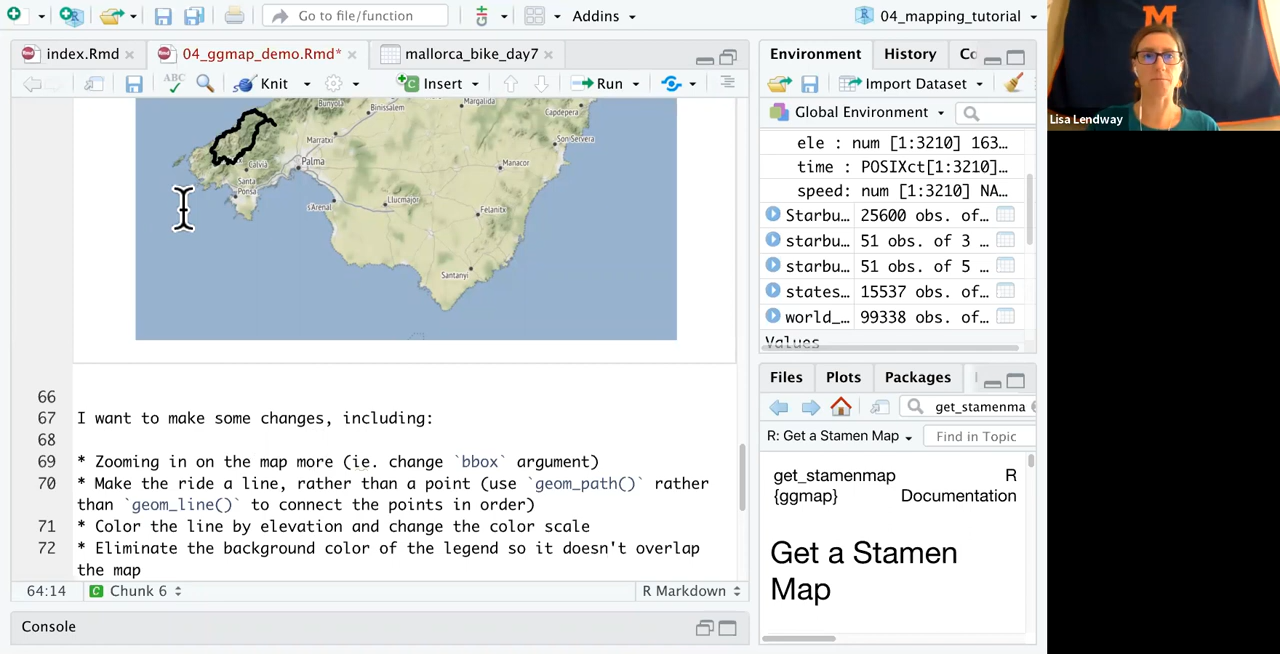 Go to file/function
Addins
04_mapping_tutorial
index.Rmd
04_ggmap_demo.Rmd*
mallorca_bike_day7
ABC
Knit
Insert
Run
Bunyola
Binissalem
Margalida
Capdepera
Marratxi
Son Servera
Calvià
Palma
Manacor
Santa
Ponsa
s'Arenal
Llucmajor
Felanitx
Santanyi
66
67 I want to make some changes, including:
68
69 * Zooming in on the map more (ie. change `bbox` argument)
70 * Make the ride a line, rather than a point (use `geom_path()` rather
than `geom_line()` to connect the points in order)
71 * Color the line by elevation and change the color scale
72 * Eliminate the background color of the legend so it doesn't overlap
the map
64:14 Chunk 6 R Markdown
Console
Environment History Co
Import Dataset
Global Environment
ele : num [1:3210] 163…
time : POSIXct[1:3210]…
speed: num [1:3210] NA…
Starbu… 25600 obs. of…
starbu… 51 obs. of 3 …
starbu… 51 obs. of 5 …
states… 15537 obs. of…
world_… 99338 obs. of…
Values
Files Plots Packages
get_stamenma
R: Get a Stamen Map Find in Topic
get_stamenmap R
{ggmap} Documentation
Get a Stamen
Map
M
Lisa Lendway